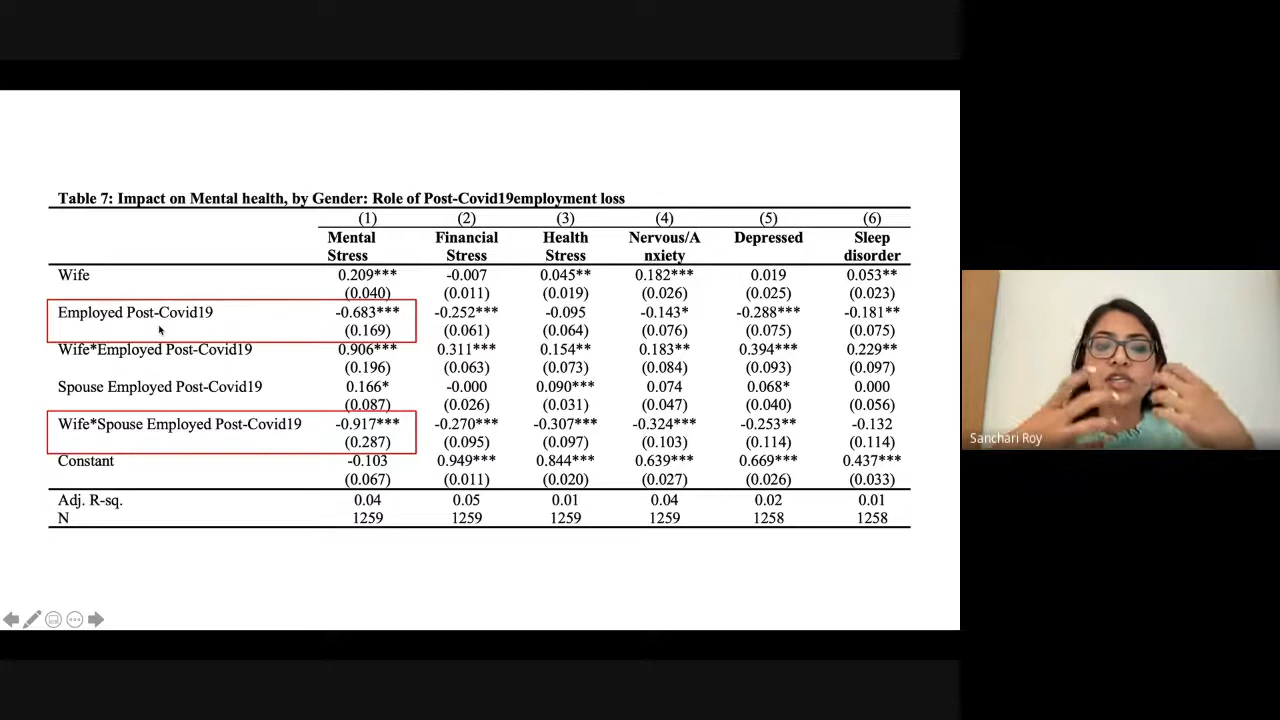 Table 7: Impact on Mental health, by Gender: Role of Post-Covid19employment loss
(1) (2) (3) (4) (5) (6)
Mental Financial Health Nervous/A Depressed Sleep
Stress Stress Stress nxiety disorder
Wife 0.209*** -0.007 0.045** 0.182*** 0.019 0.053**
(0.040) (0.011) (0.019) (0.026) (0.025) (0.023)
Employed Post-Covid19 -0.683*** -0.252*** -0.095 -0.143* -0.288*** -0.181**
(0.169) (0.061) (0.064) (0.076) (0.075) (0.075)
Wife*Employed Post-Covid19 0.906*** 0.311*** 0.154** 0.183** 0.394*** 0.229**
(0.196) (0.063) (0.073) (0.084) (0.093) (0.097)
Spouse Employed Post-Covid19 0.166* -0.000 0.090*** 0.074 0.068* 0.000
(0.087) (0.026) (0.031) (0.047) (0.040) (0.056)
Wife*Spouse Employed Post-Covid19 -0.917*** -0.270*** -0.307*** -0.324*** -0.253** -0.132
(0.287) (0.095) (0.097) (0.103) (0.114) (0.114)
Constant -0.103 0.949*** 0.844*** 0.639*** 0.669*** 0.437***
(0.067) (0.011) (0.020) (0.027) (0.026) (0.033)
Adj. R-sq. 0.04 0.05 0.01 0.04 0.02 0.01
N 1259 1259 1259 1259 1258 1258
Sanchari Roy